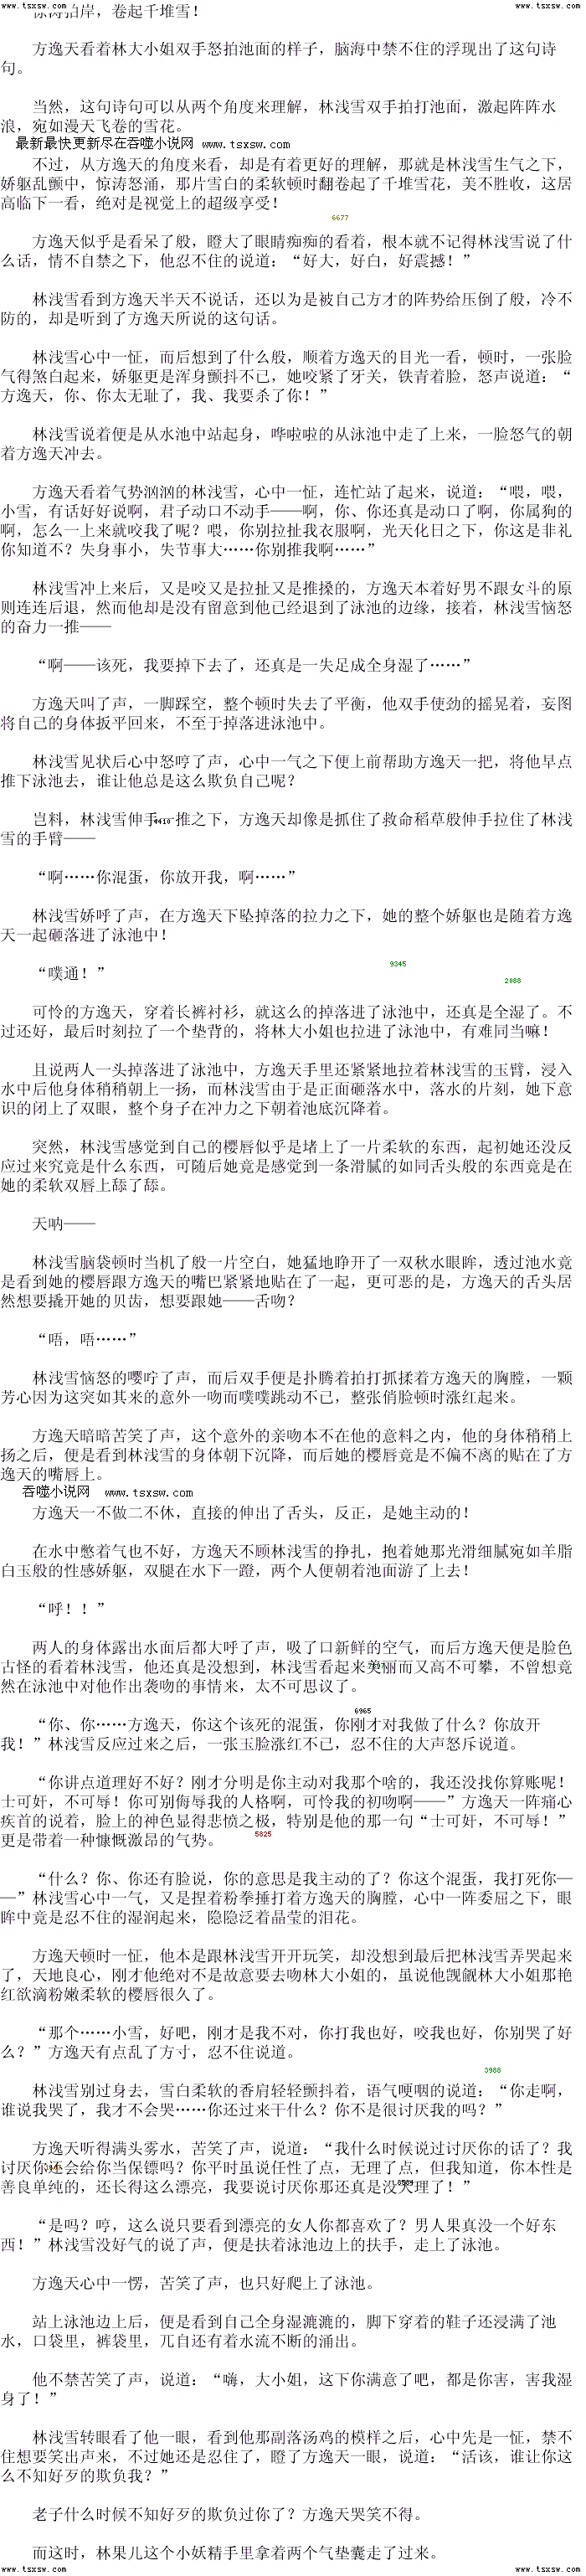 www.tsxsw.com www.tsxsw.com
惊涛拍岸，卷起千堆雪！
方逸天看着林大小姐双手怒拍池面的样子，脑海中禁不住的浮现出了这句诗
句。
当然，这句诗句可以从两个角度来理解，林浅雪双手拍打池面，激起阵阵水
浪，宛如漫天飞卷的雪花。
最新最快更新尽在吞噬小说网 www.tsxsw.com
不过，从方逸天的角度来看，却是有着更好的理解，那就是林浅雪生气之下，
娇躯乱颤中，惊涛怒涌，那片雪白的柔软顿时翻卷起了千堆雪花，美不胜收，这居
高临下一看，绝对是视觉上的超级享受！
6677
方逸天似乎是看呆了般，瞪大了眼睛痴痴的看着，根本就不记得林浅雪说了什
么话，情不自禁之下，他忍不住的说道：“好大，好白，好震撼！”
林浅雪看到方逸天半天不说话，还以为是被自己方才的阵势给压倒了般，冷不
防的，却是听到了方逸天所说的这句话。
林浅雪心中一怔，而后想到了什么般，顺着方逸天的目光一看，顿时，一张脸
气得煞白起来，娇躯更是浑身颤抖不已，她咬紧了牙关，铁青着脸，怒声说道：“
方逸天，你、你太无耻了，我、我要杀了你！”
林浅雪说着便是从水池中站起身，哗啦啦的从泳池中走了上来，一脸怒气的朝
着方逸天冲去。
方逸天看着气势汹汹的林浅雪，心中一怔，连忙站了起来，说道：“喂，喂，
小雪，有话好好说啊，君子动口不动手——啊，你、你还真是动口了啊，你属狗的
啊，怎么一上来就咬我了呢？喂，你别拉扯我衣服啊，光天化日之下，你这是非礼
你知道不？失身事小，失节事大……你别推我啊……”
林浅雪冲上来后，又是咬又是拉扯又是推搡的，方逸天本着好男不跟女斗的原
则连连后退，然而他却是没有留意到他已经退到了泳池的边缘，接着，林浅雪恼怒
的奋力一推——
“啊——该死，我要掉下去了，还真是一失足成全身湿了……”
方逸天叫了声，一脚踩空，整个顿时失去了平衡，他双手使劲的摇晃着，妄图
将自己的身体扳平回来，不至于掉落进泳池中。
林浅雪见状后心中怒哼了声，心中一气之下便上前帮助方逸天一把，将他早点
推下泳池去，谁让他总是这么欺负自己呢？
岂料，林浅雪伸手一推之下，方逸天却像是抓住了救命稻草般伸手拉住了林浅
雪的手臂——
“啊……你混蛋，你放开我，啊……”
林浅雪娇呼了声，在方逸天下坠掉落的拉力之下，她的整个娇躯也是随着方逸
天一起砸落进了泳池中！
“噗通！”
9345
2088
可怜的方逸天，穿着长裤衬衫，就这么的掉落进了泳池中，还真是全湿了。不
过还好，最后时刻拉了一个垫背的，将林大小姐也拉进了泳池中，有难同当嘛！
且说两人一头掉落进了泳池中，方逸天手里还紧紧地拉着林浅雪的玉臂，浸入
水中后他身体稍稍朝上一扬，而林浅雪由于是正面砸落水中，落水的片刻，她下意
识的闭上了双眼，整个身子在冲力之下朝着池底沉降着。
突然，林浅雪感觉到自己的樱唇似乎是堵上了一片柔软的东西，起初她还没反
应过来究竟是什么东西，可随后她竟是感觉到一条滑腻的如同舌头般的东西竟是在
她的柔软双唇上舔了舔。
天呐——
林浅雪脑袋顿时当机了般一片空白，她猛地睁开了一双秋水眼眸，透过池水竟
是看到她的樱唇跟方逸天的嘴巴紧紧地贴在了一起，更可恶的是，方逸天的舌头居
然想要撬开她的贝齿，想要跟她——舌吻？
“唔，唔……”
林浅雪恼怒的嘤咛了声，而后双手便是扑腾着拍打抓揉着方逸天的胸膛，一颗
芳心因为这突如其来的意外一吻而噗噗跳动不已，整张俏脸顿时涨红起来。
方逸天暗暗苦笑了声，这个意外的亲吻本不在他的意料之内，他的身体稍稍上
扬之后，便是看到林浅雪的身体朝下沉降，而后她的樱唇竟是不偏不离的贴在了方
逸天的嘴唇上。
吞噬小说网 www.tsxsw.com
方逸天一不做二不休，直接的伸出了舌头，反正，是她主动的！
在水中憋着气也不好，方逸天不顾林浅雪的挣扎，抱着她那光滑细腻宛如羊脂
白玉般的性感娇躯，双腿在水下一蹬，两个人便朝着池面游了上去！
“呼！！”
两人的身体露出水面后都大呼了声，吸了口新鲜的空气，而后方逸天便是脸色
古怪的看着林浅雪，他还真是没想到，林浅雪看起来美丽而又高不可攀，不曾想竟
然在泳池中对他作出袭吻的事情来，太不可思议了。
6965
“你、你……方逸天，你这个该死的混蛋，你刚才对我做了什么？你放开
我！”林浅雪反应过来之后，一张玉脸涨红不已，忍不住的大声怒斥说道。
“你讲点道理好不好？刚才分明是你主动对我那个啥的，我还没找你算账呢！
士可奸，不可辱！你可别侮辱我的人格啊，可怜我的初吻啊——”方逸天一阵痛心
疾首的说着，脸上的神色显得悲愤之极，特别是他的那一句“士可奸，不可辱！”
更是带着一种慷慨激昂的气势。
5825
“什么？你、你还有脸说，你的意思是我主动的了？你这个混蛋，我打死你—
—”林浅雪心中一气，又是捏着粉拳捶打着方逸天的胸膛，心中一阵委屈之下，眼
眸中竟是忍不住的湿润起来，隐隐泛着晶莹的泪花。
方逸天顿时一怔，他本是跟林浅雪开开玩笑，却没想到最后把林浅雪弄哭起来
了，天地良心，刚才他绝对不是故意要去吻林大小姐的，虽说他觊觎林大小姐那艳
红欲滴粉嫩柔软的樱唇很久了。
“那个……小雪，好吧，刚才是我不对，你打我也好，咬我也好，你别哭了好
么？”方逸天有点乱了方寸，忍不住说道。
3988
林浅雪别过身去，雪白柔软的香肩轻轻颤抖着，语气哽咽的说道：“你走啊，
谁说我哭了，我才不会哭……你还过来干什么？你不是很讨厌我的吗？”
方逸天听得满头雾水，苦笑了声，说道：“我什么时候说过讨厌你的话了？我
讨厌你还会给你当保镖吗？你平时虽说任性了点，无理了点，但我知道，你本性是
善良单纯的，还长得这么漂亮，我要说讨厌你那还真是没天理了！”
“是吗？哼，这么说只要看到漂亮的女人你都喜欢了？男人果真没一个好东
西！”林浅雪没好气的说了声，便是扶着泳池边上的扶手，走上了泳池。
方逸天心中一愣，苦笑了声，也只好爬上了泳池。
站上泳池边上后，便是看到自己全身湿漉漉的，脚下穿着的鞋子还浸满了池
水，口袋里，裤袋里，兀自还有着水流不断的涌出。
他不禁苦笑了声，说道：“嗨，大小姐，这下你满意了吧，都是你害，害我湿
身了！”
林浅雪转眼看了他一眼，看到他那副落汤鸡的模样之后，心中先是一怔，禁不
住想要笑出声来，不过她还是忍住了，瞪了方逸天一眼，说道：“活该，谁让你这
么不知好歹的欺负我？”
老子什么时候不知好歹的欺负过你了？方逸天哭笑不得。
而这时，林果儿这个小妖精手里拿着两个气垫囊走了过来。
www.tsxsw.com www.tsxsw.com